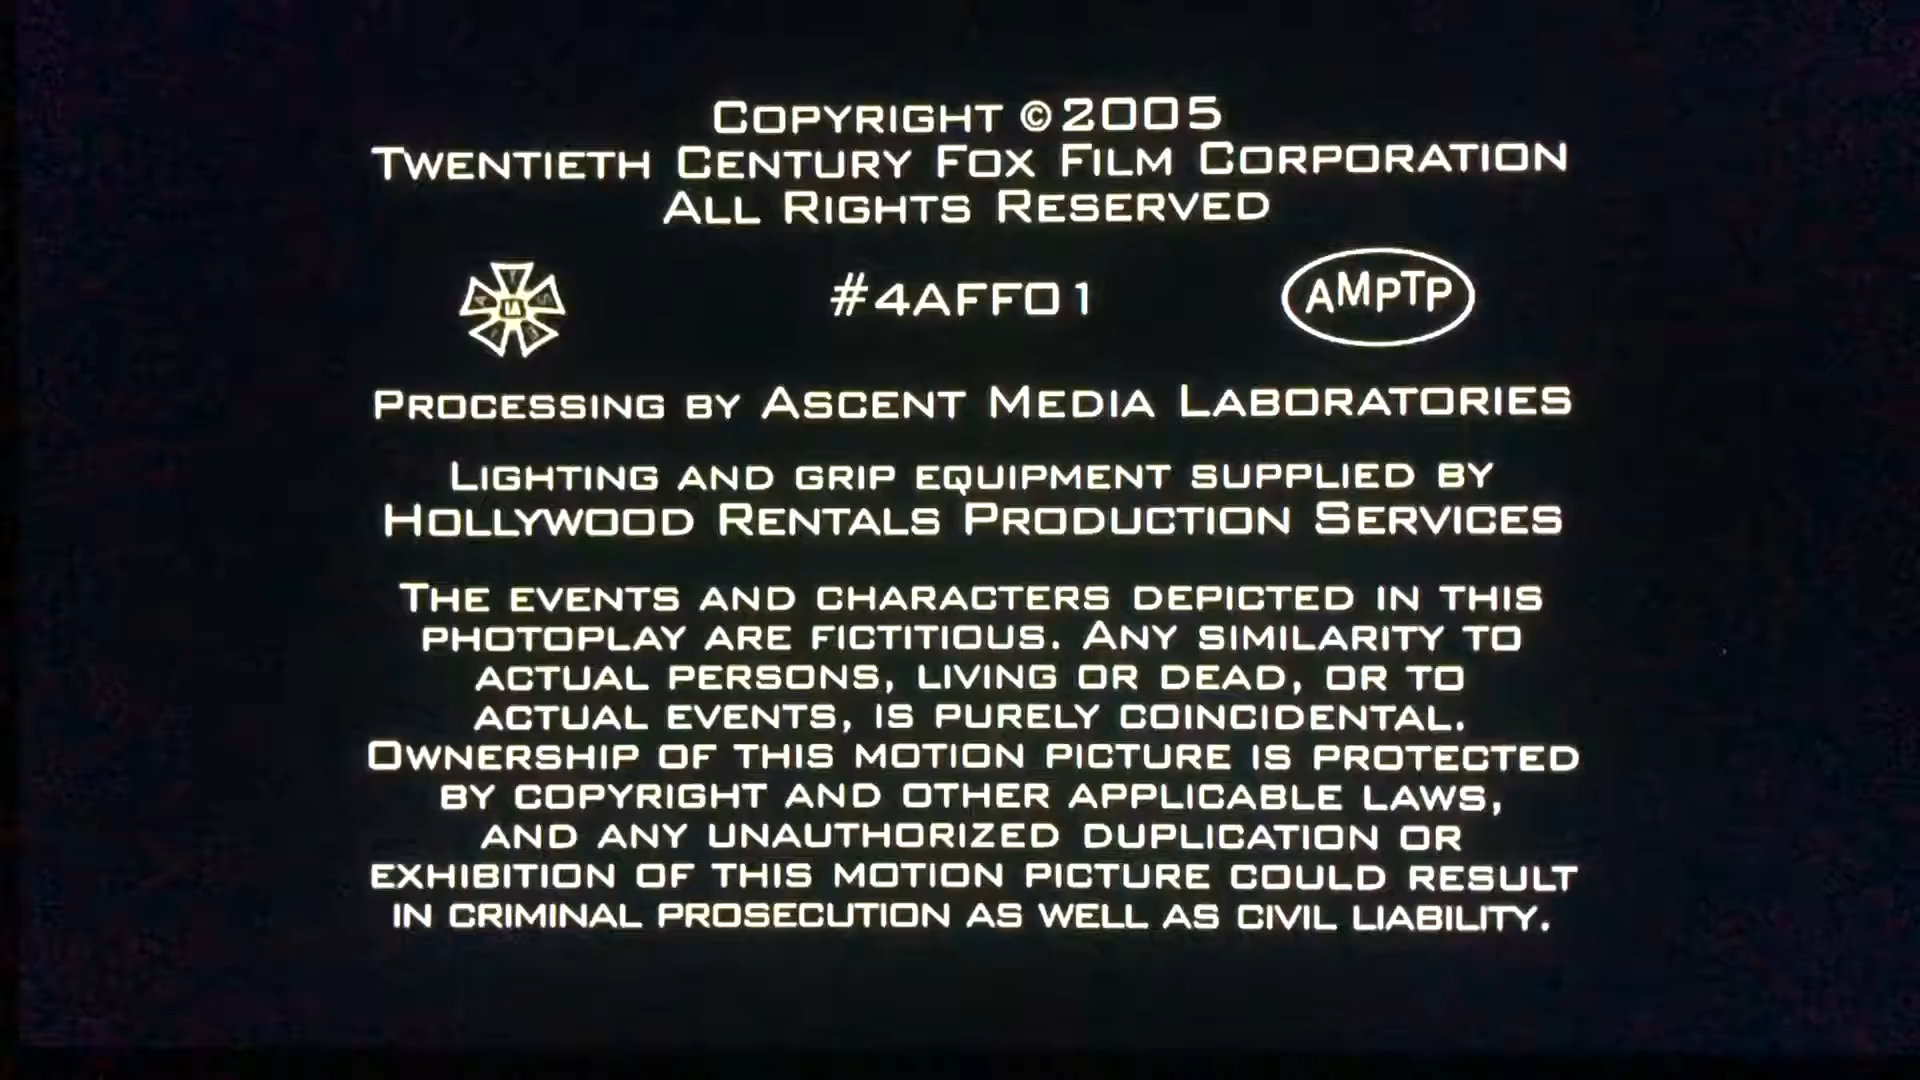 COPYRIGHT ©2005
TWENTIETH CENTURY FOX FILM CORPORATION
ALL RIGHTS RESERVED
IA #4AFF01 AMPTP
PROCESSING BY ASCENT MEDIA LABORATORIES
LIGHTING AND GRIP EQUIPMENT SUPPLIED BY
HOLLYWOOD RENTALS PRODUCTION SERVICES
THE EVENTS AND CHARACTERS DEPICTED IN THIS
PHOTOPLAY ARE FICTITIOUS. ANY SIMILARITY TO
ACTUAL PERSONS, LIVING OR DEAD, OR TO
ACTUAL EVENTS, IS PURELY COINCIDENTAL.
OWNERSHIP OF THIS MOTION PICTURE IS PROTECTED
BY COPYRIGHT AND OTHER APPLICABLE LAWS,
AND ANY UNAUTHORIZED DUPLICATION OR
EXHIBITION OF THIS MOTION PICTURE COULD RESULT
IN CRIMINAL PROSECUTION AS WELL AS CIVIL LIABILITY.